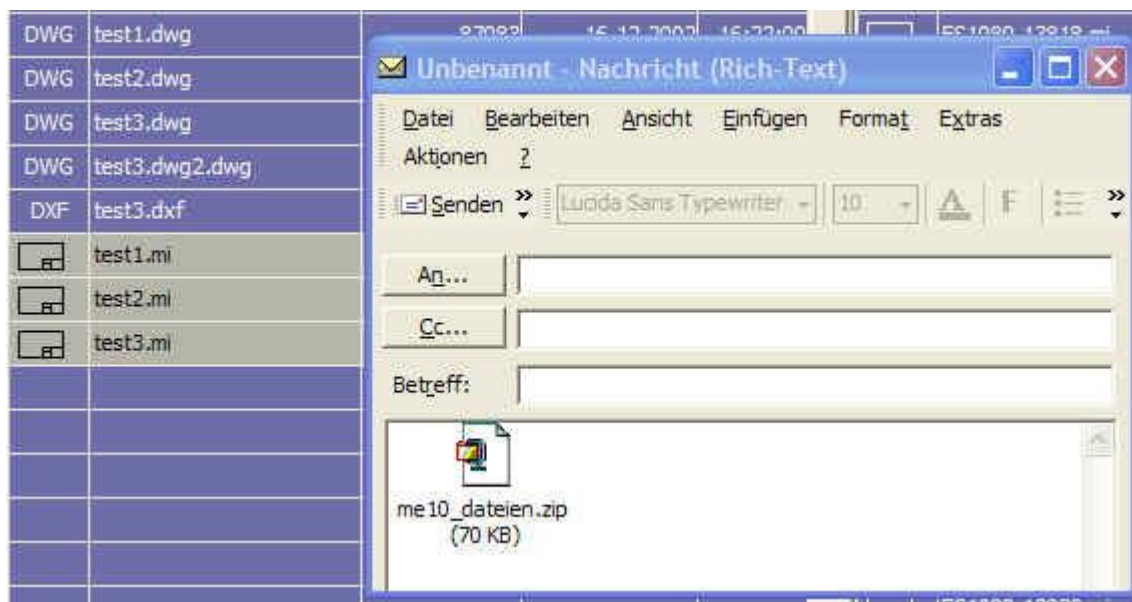 DWG test1.dwg
DWG test2.dwg
DWG test3.dwg
DWG test3.dwg2.dwg
DXF test3.dxf
test1.mi
test2.mi
test3.mi
Unbenannt - Nachricht (Rich-Text)
Datei Bearbeiten Ansicht Einfügen Format Extras
Aktionen ?
Senden Lucida Sans Typewriter 10 A F
An...
Cc...
Betreff:
me10_dateien.zip
(70 KB)